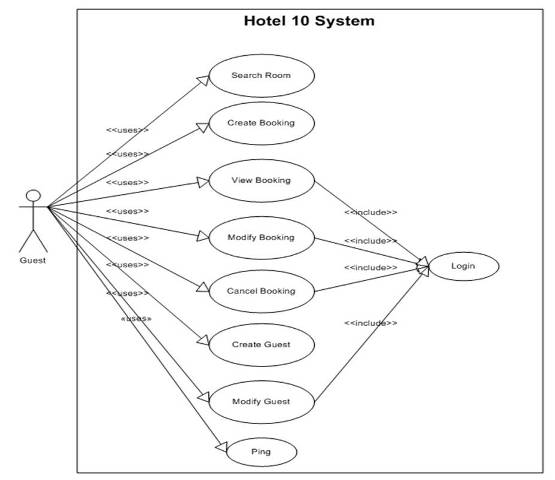 Hotel 10 System
Search Room
<<uses>>
Create Booking
<<uses>>
<<uses>>
View Booking
<<include>>
<<uses>>
Modify Booking
<<include>>
<<uses>>
Guest
Login
<<include>>
<<uses>>
Cancel Booking
<<uses>>
«uses»
<<include>>
Create Guest
Modify Guest
Ping